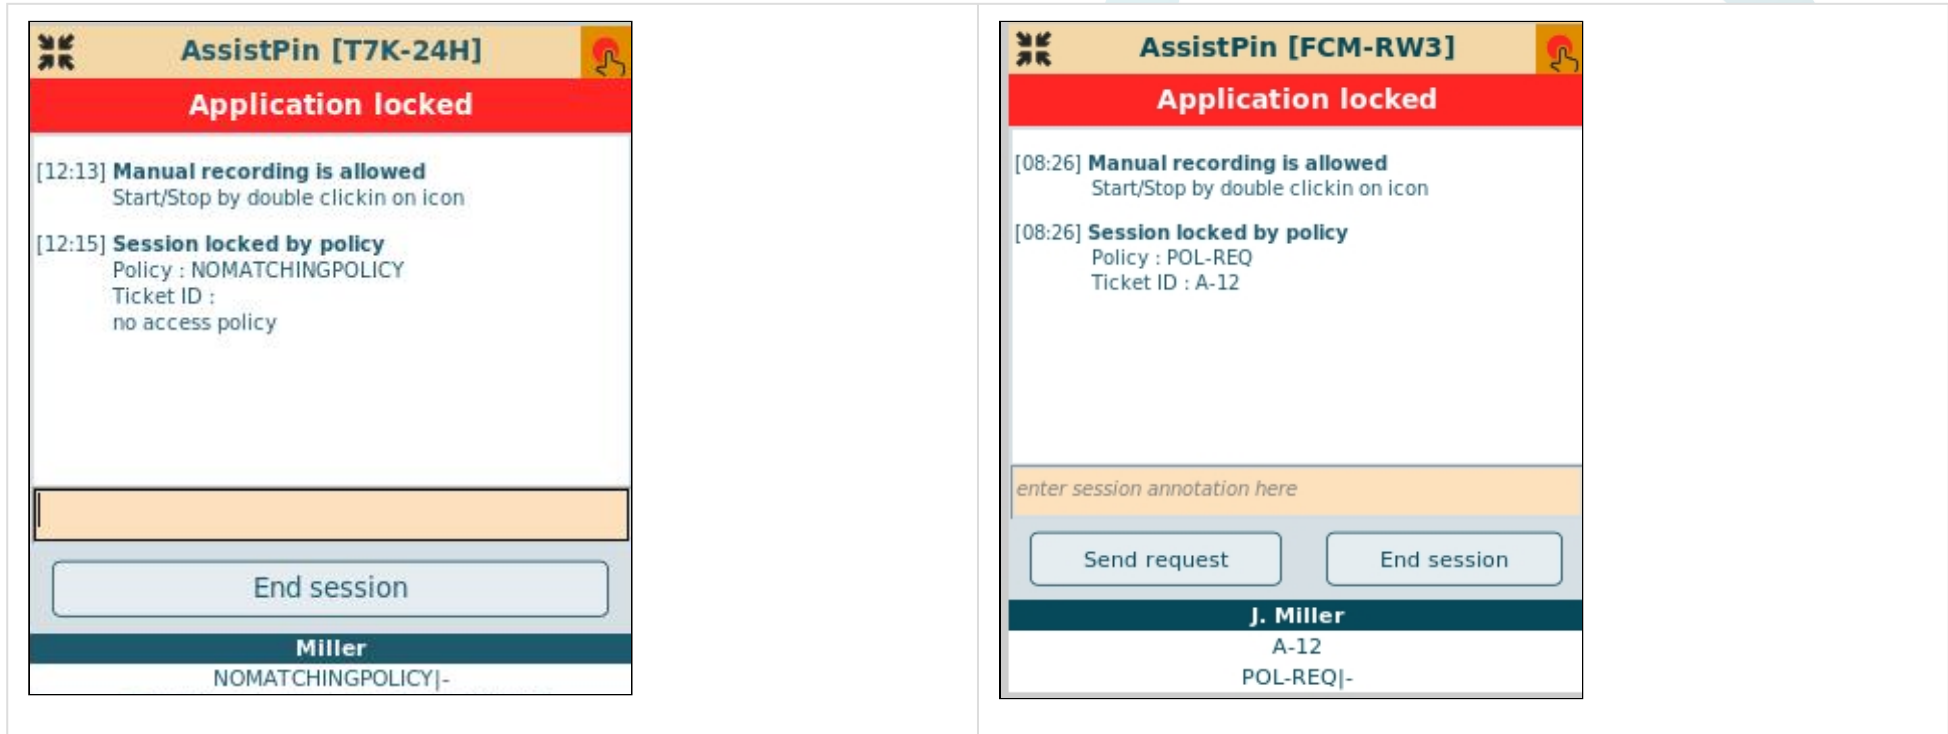 AssistPin [T7K-24H]
Application locked
[12:13] Manual recording is allowed
Start/Stop by double clickin on icon
[12:15] Session locked by policy
Policy : NOMATCHINGPOLICY
Ticket ID :
no access policy
End session
Miller
NOMATCHINGPOLICY|-
AssistPin [FCM-RW3]
Application locked
[08:26] Manual recording is allowed
Start/Stop by double clickin on icon
[08:26] Session locked by policy
Policy : POL-REQ
Ticket ID : A-12
enter session annotation here
Send request
End session
J. Miller
A-12
POL-REQ|-